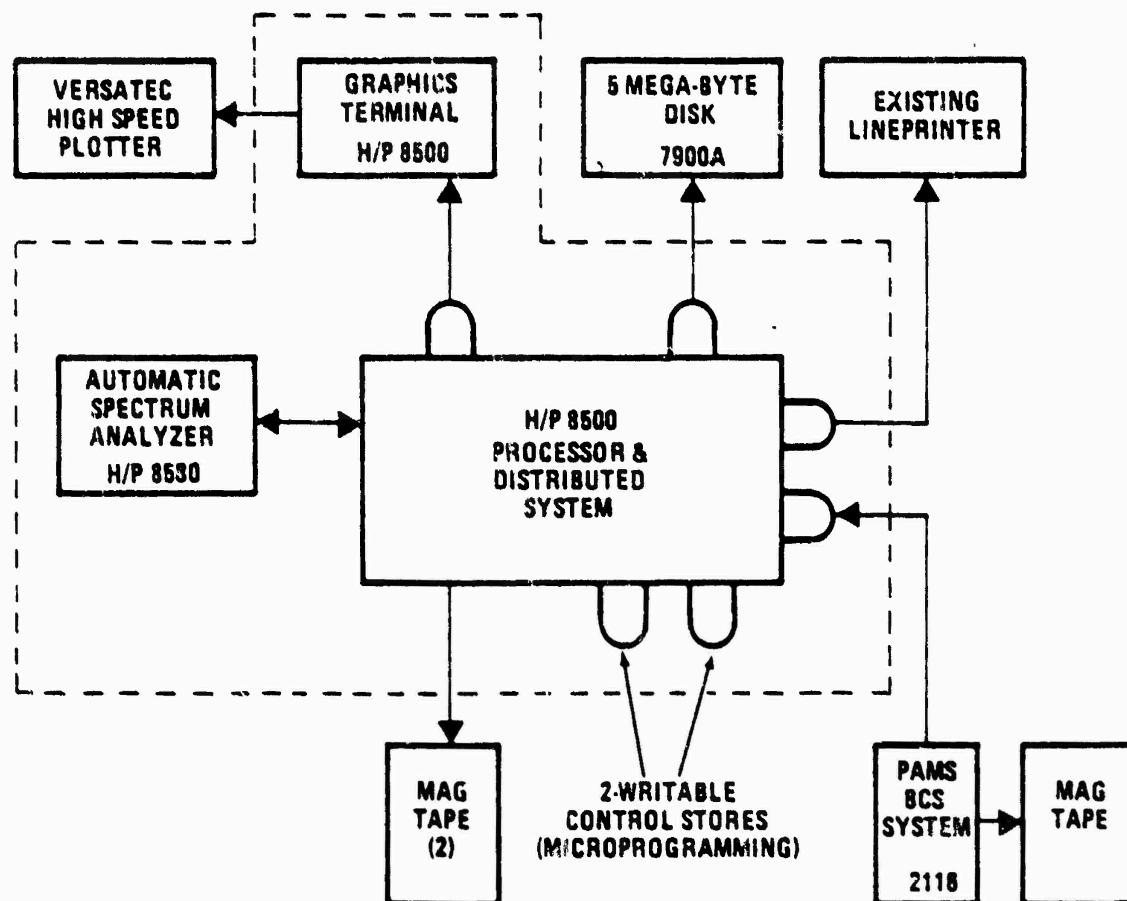 VERSATEC
HIGH SPEED
PLOTTER
GRAPHICS
TERMINAL
H/P 8500
5 MEGA-BYTE
DISK
7900A
EXISTING
LINEPRINTER
AUTOMATIC
SPECTRUM
ANALYZER
H/P 8580
H/P 8500
PROCESSOR &
DISTRIBUTED
SYSTEM
MAG
TAPE
(2)
2-WRITABLE
CONTROL STORES
(MICROPROGRAMMING)
PAMS
BCS
SYSTEM
2116
MAG
TAPE